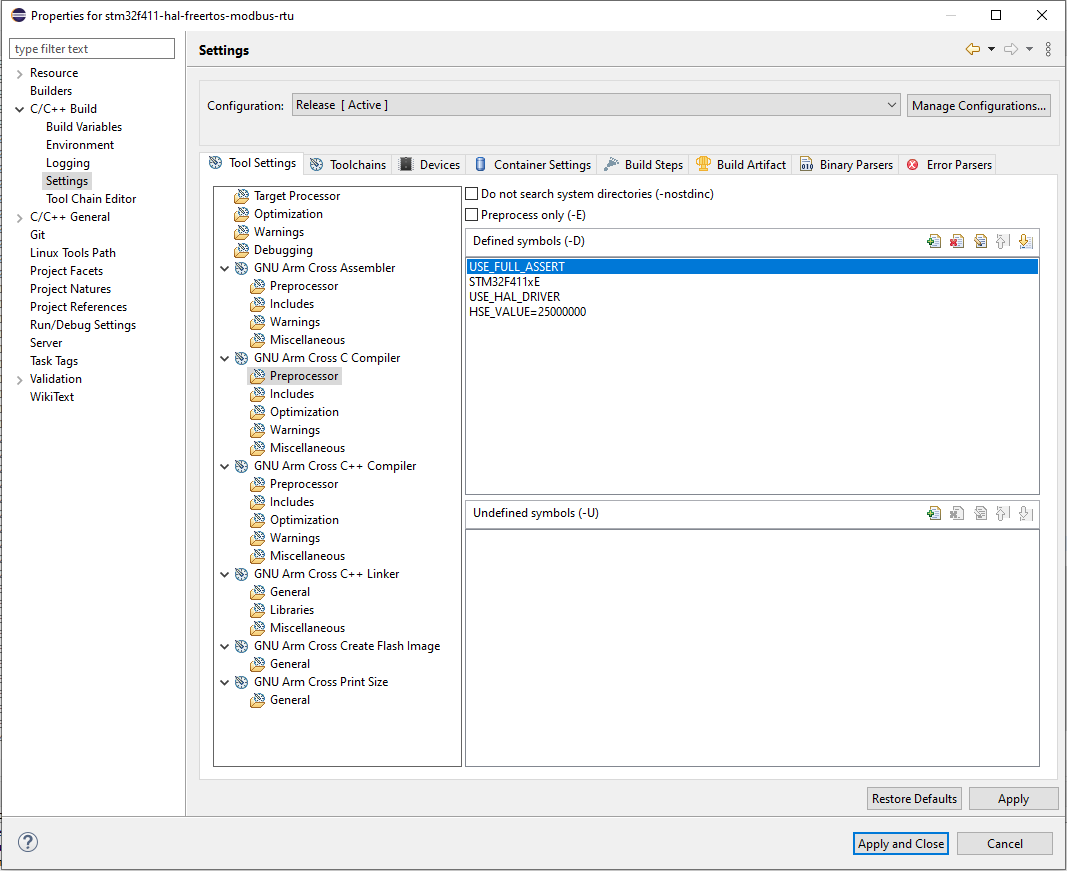 Properties for stm32f411-hal-freertos-modbus-rtu
type filter text
Resource
Builders
C/C++ Build
Build Variables
Environment
Logging
Settings
Tool Chain Editor
C/C++ General
Git
Linux Tools Path
Project Facets
Project Natures
Project References
Run/Debug Settings
Server
Task Tags
Validation
WikiText
Settings
Configuration: Release [ Active ] Manage Configurations...
Tool Settings Toolchains Devices Container Settings Build Steps Build Artifact Binary Parsers Error Parsers
Target Processor
Optimization
Warnings
Debugging
GNU Arm Cross Assembler
Preprocessor
Includes
Warnings
Miscellaneous
GNU Arm Cross C Compiler
Preprocessor
Includes
Optimization
Warnings
Miscellaneous
GNU Arm Cross C++ Compiler
Preprocessor
Includes
Optimization
Warnings
Miscellaneous
GNU Arm Cross C++ Linker
General
Libraries
Miscellaneous
GNU Arm Cross Create Flash Image
General
GNU Arm Cross Print Size
General
Do not search system directories (-nostdinc)
Preprocess only (-E)
Defined symbols (-D)
USE_FULL_ASSERT
STM32F411xE
USE_HAL_DRIVER
HSE_VALUE=25000000
Undefined symbols (-U)
Restore Defaults Apply
? Apply and Close Cancel